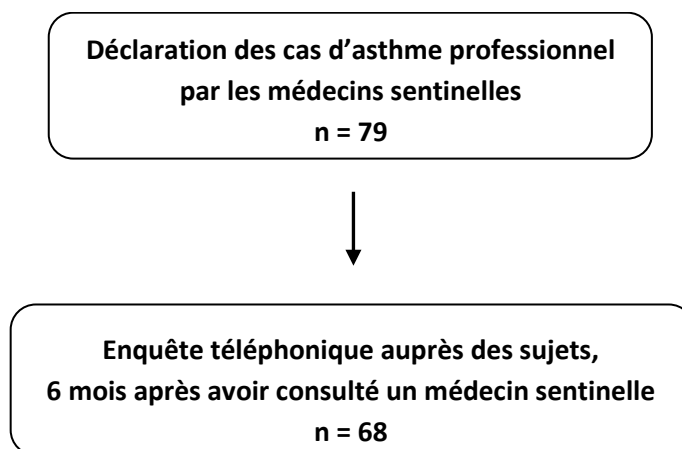 Déclaration des cas d’asthme professionnel
par les médecins sentinelles
n = 79
Enquête téléphonique auprès des sujets,
6 mois après avoir consulté un médecin sentinelle
n = 68